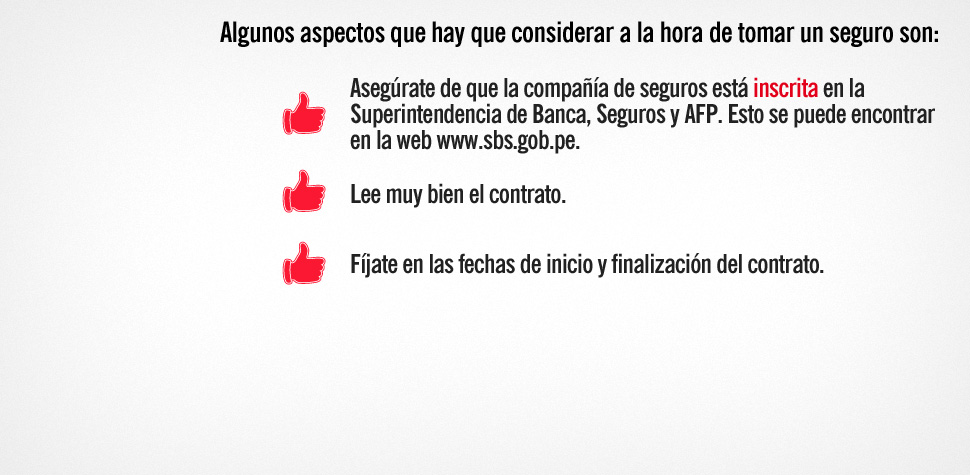 Algunos aspectos que hay que considerar a la hora de tomar un seguro son:
Asegúrate de que la compañía de seguros está inscrita en la
Superintendencia de Banca, Seguros y AFP. Esto se puede encontrar
en la web www.sbs.gob.pe.
Lee muy bien el contrato.
Fíjate en las fechas de inicio y finalización del contrato.